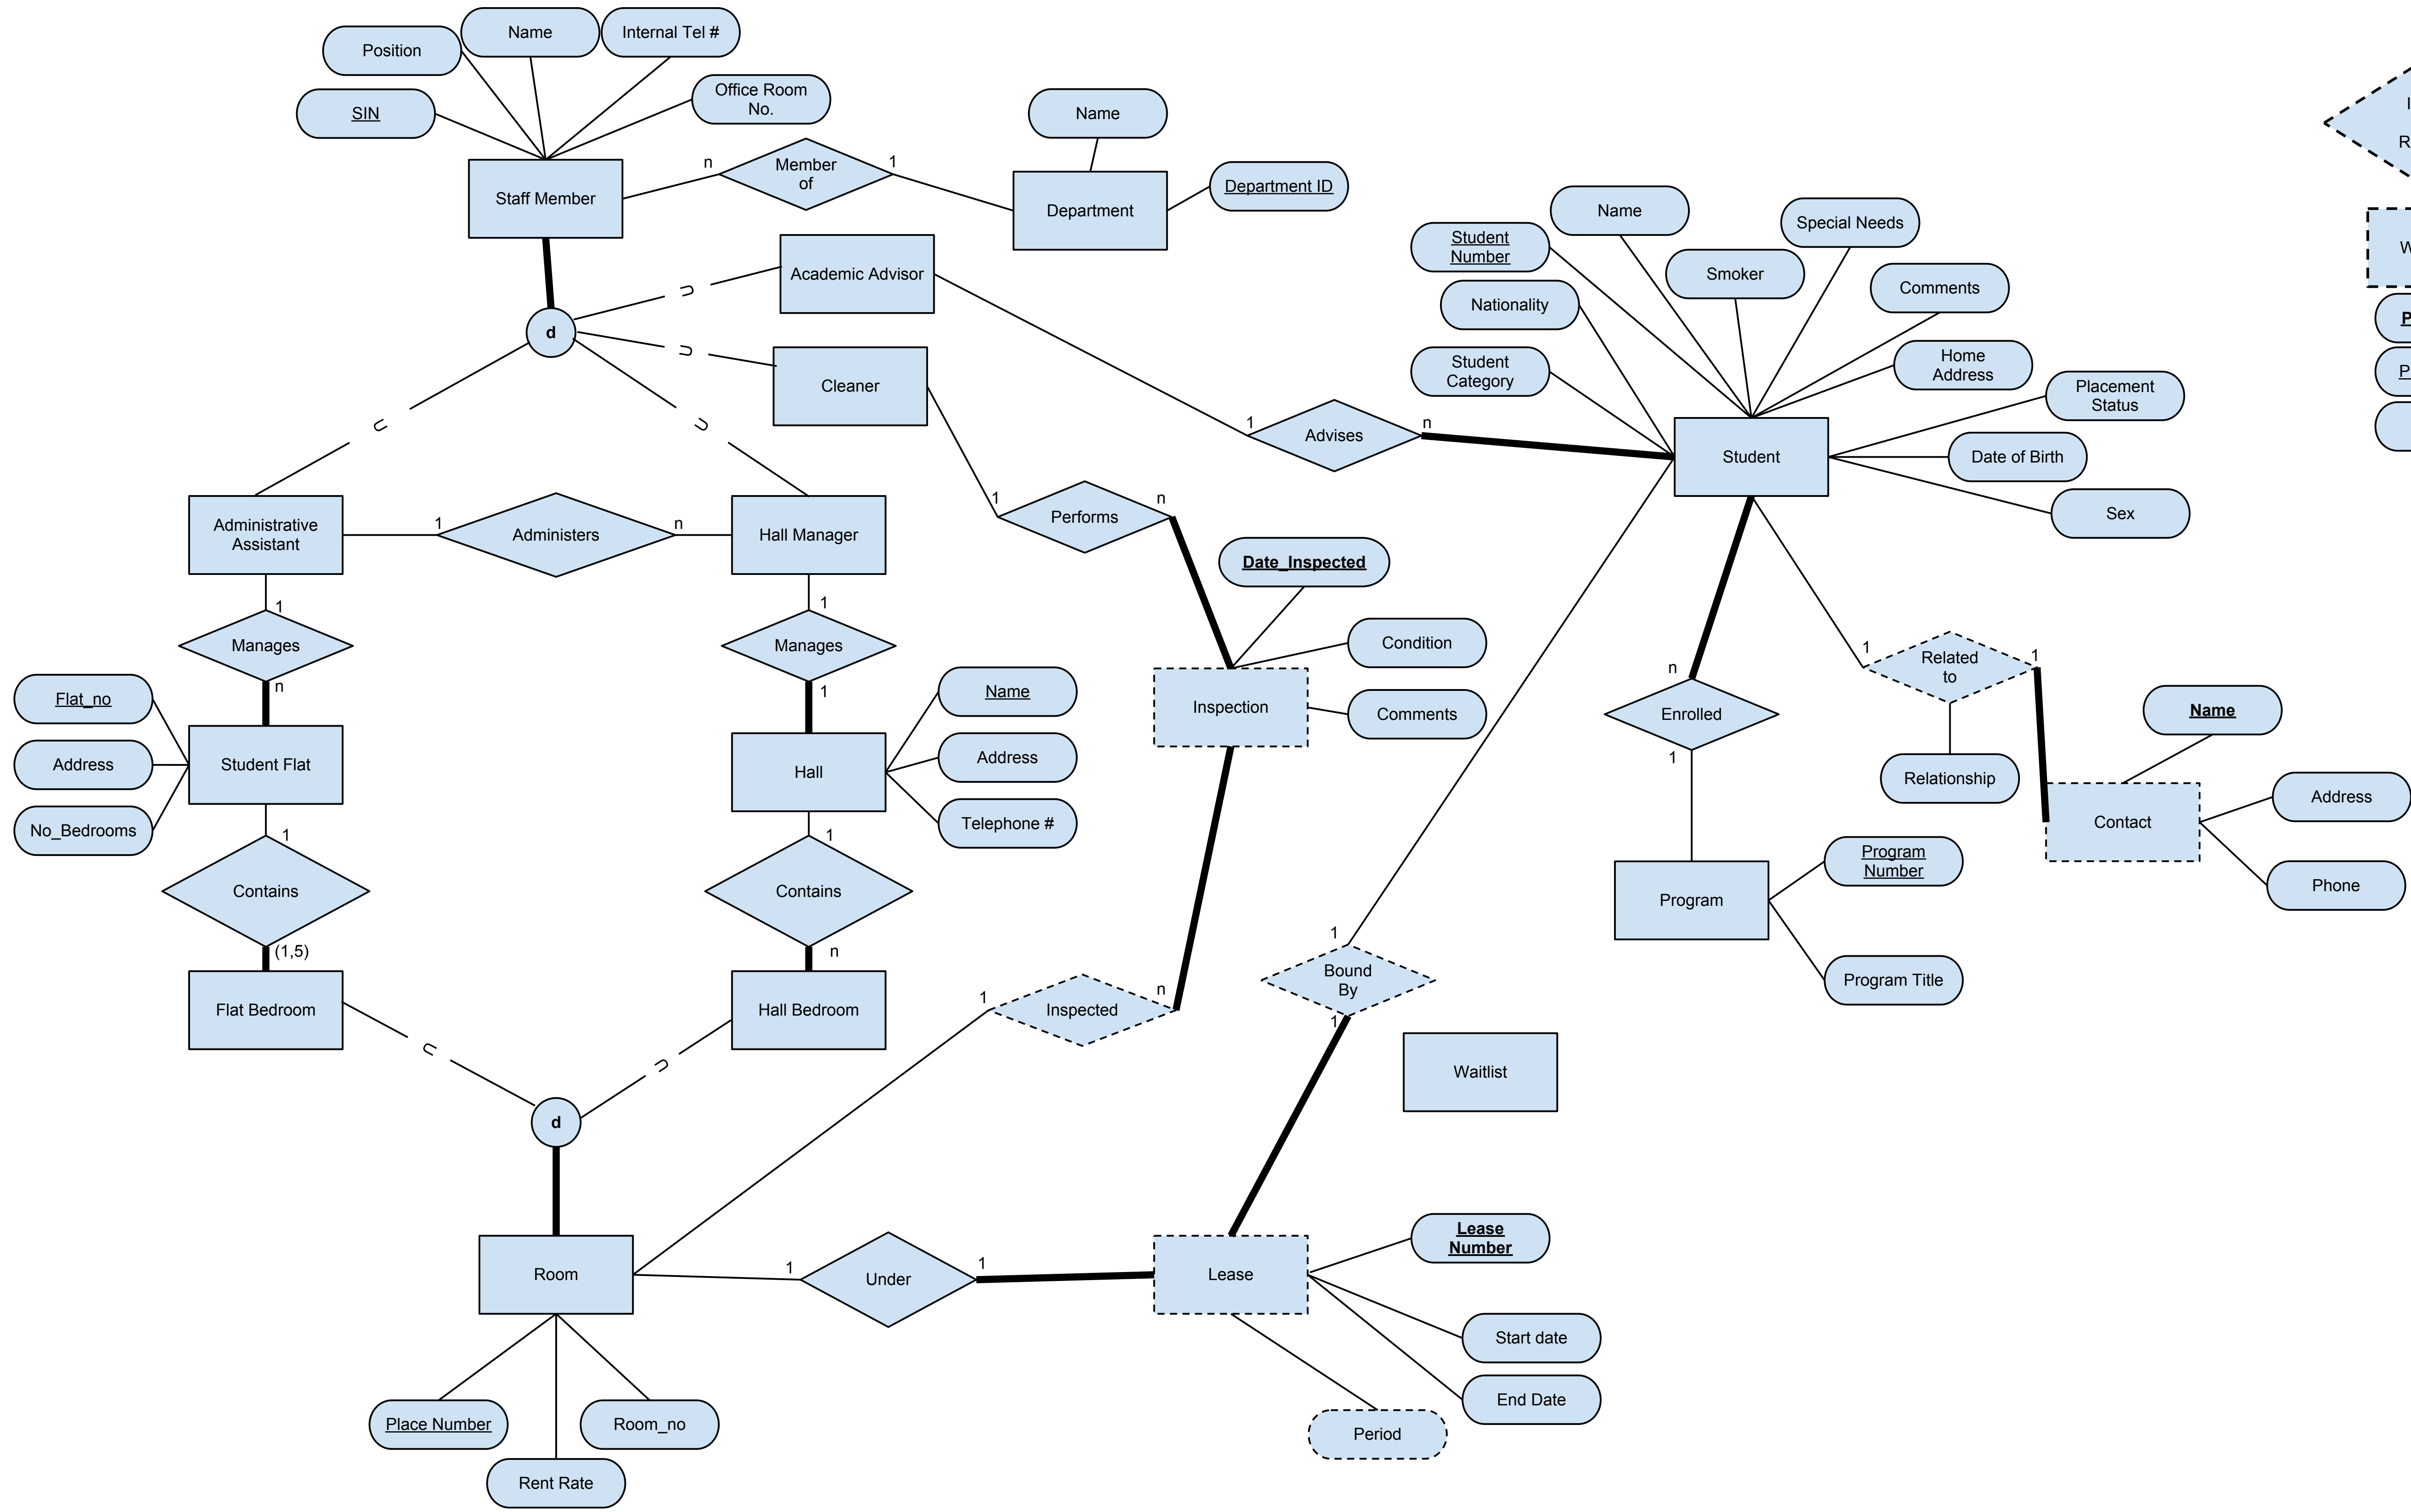 Position
Name
Internal Tel #
SIN
Office Room
No.
Staff Member
n
Member
of
1
Name
Department
Department ID
d
Academic Advisor
Cleaner
Student
Number
Name
Special Needs
Smoker
Comments
Nationality
Home
Address
Student
Category
Placement
Status
1
Advises
n
Student
Date of Birth
Sex
Administrative
Assistant
1
Administers
n
Hall Manager
1
Performs
n
Date_Inspected
Condition
Comments
Inspection
1
Manages
n
1
Manages
1
Flat_no
Address
No_Bedrooms
Student Flat
Hall
Name
Address
Telephone #
n
Enrolled
1
1
Related
to
1
Relationship
Name
Contact
Address
Phone
1
Contains
(1,5)
1
Contains
n
Program
Program
Number
Program Title
Flat Bedroom
Hall Bedroom
1
Inspected
n
1
Bound
By
1
Waitlist
d
Room
1
Under
1
Lease
Lease
Number
Start date
End Date
Period
Place Number
Room_no
Rent Rate